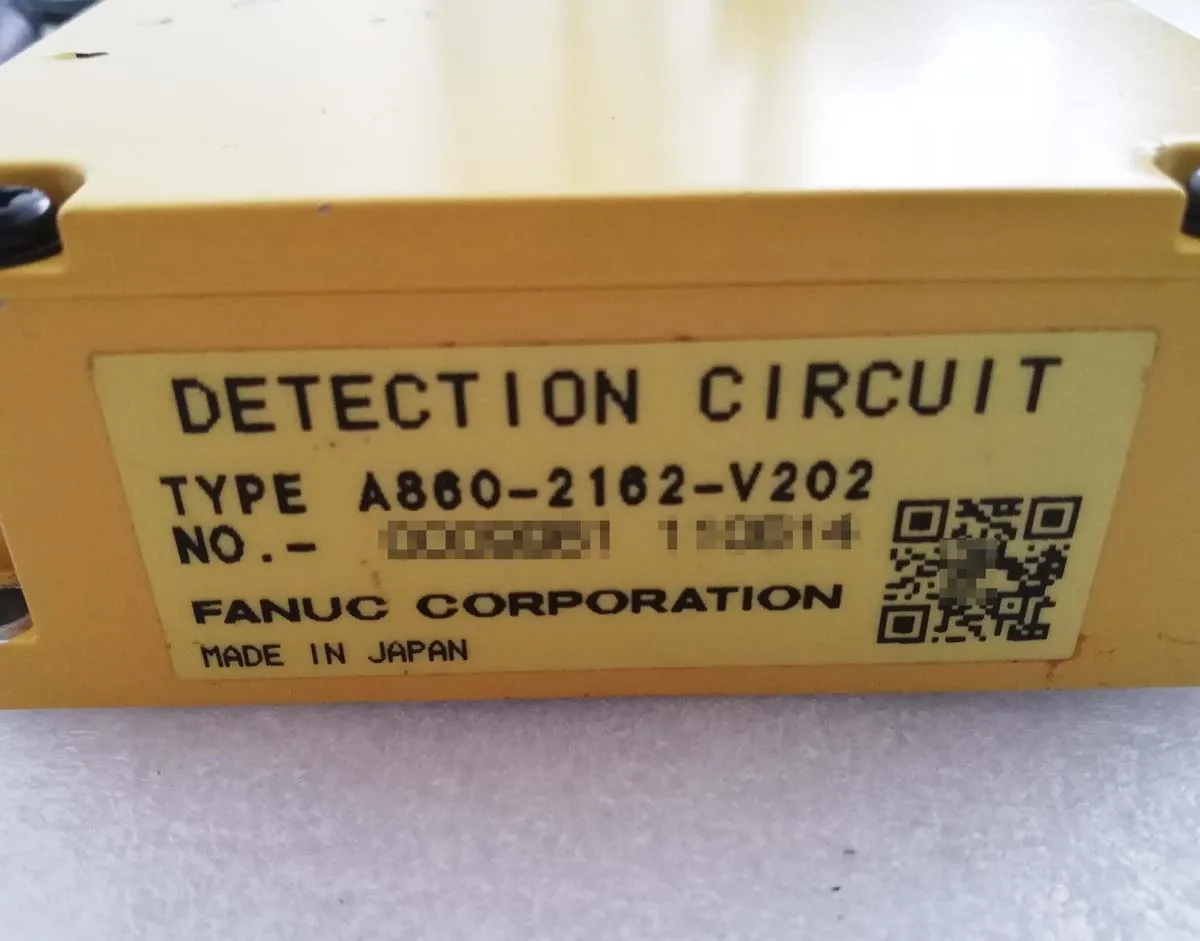 DETECTION CIRCUIT
TYPE A860-2162-V202
NO.-
FANUC CORPORATION
MADE IN JAPAN